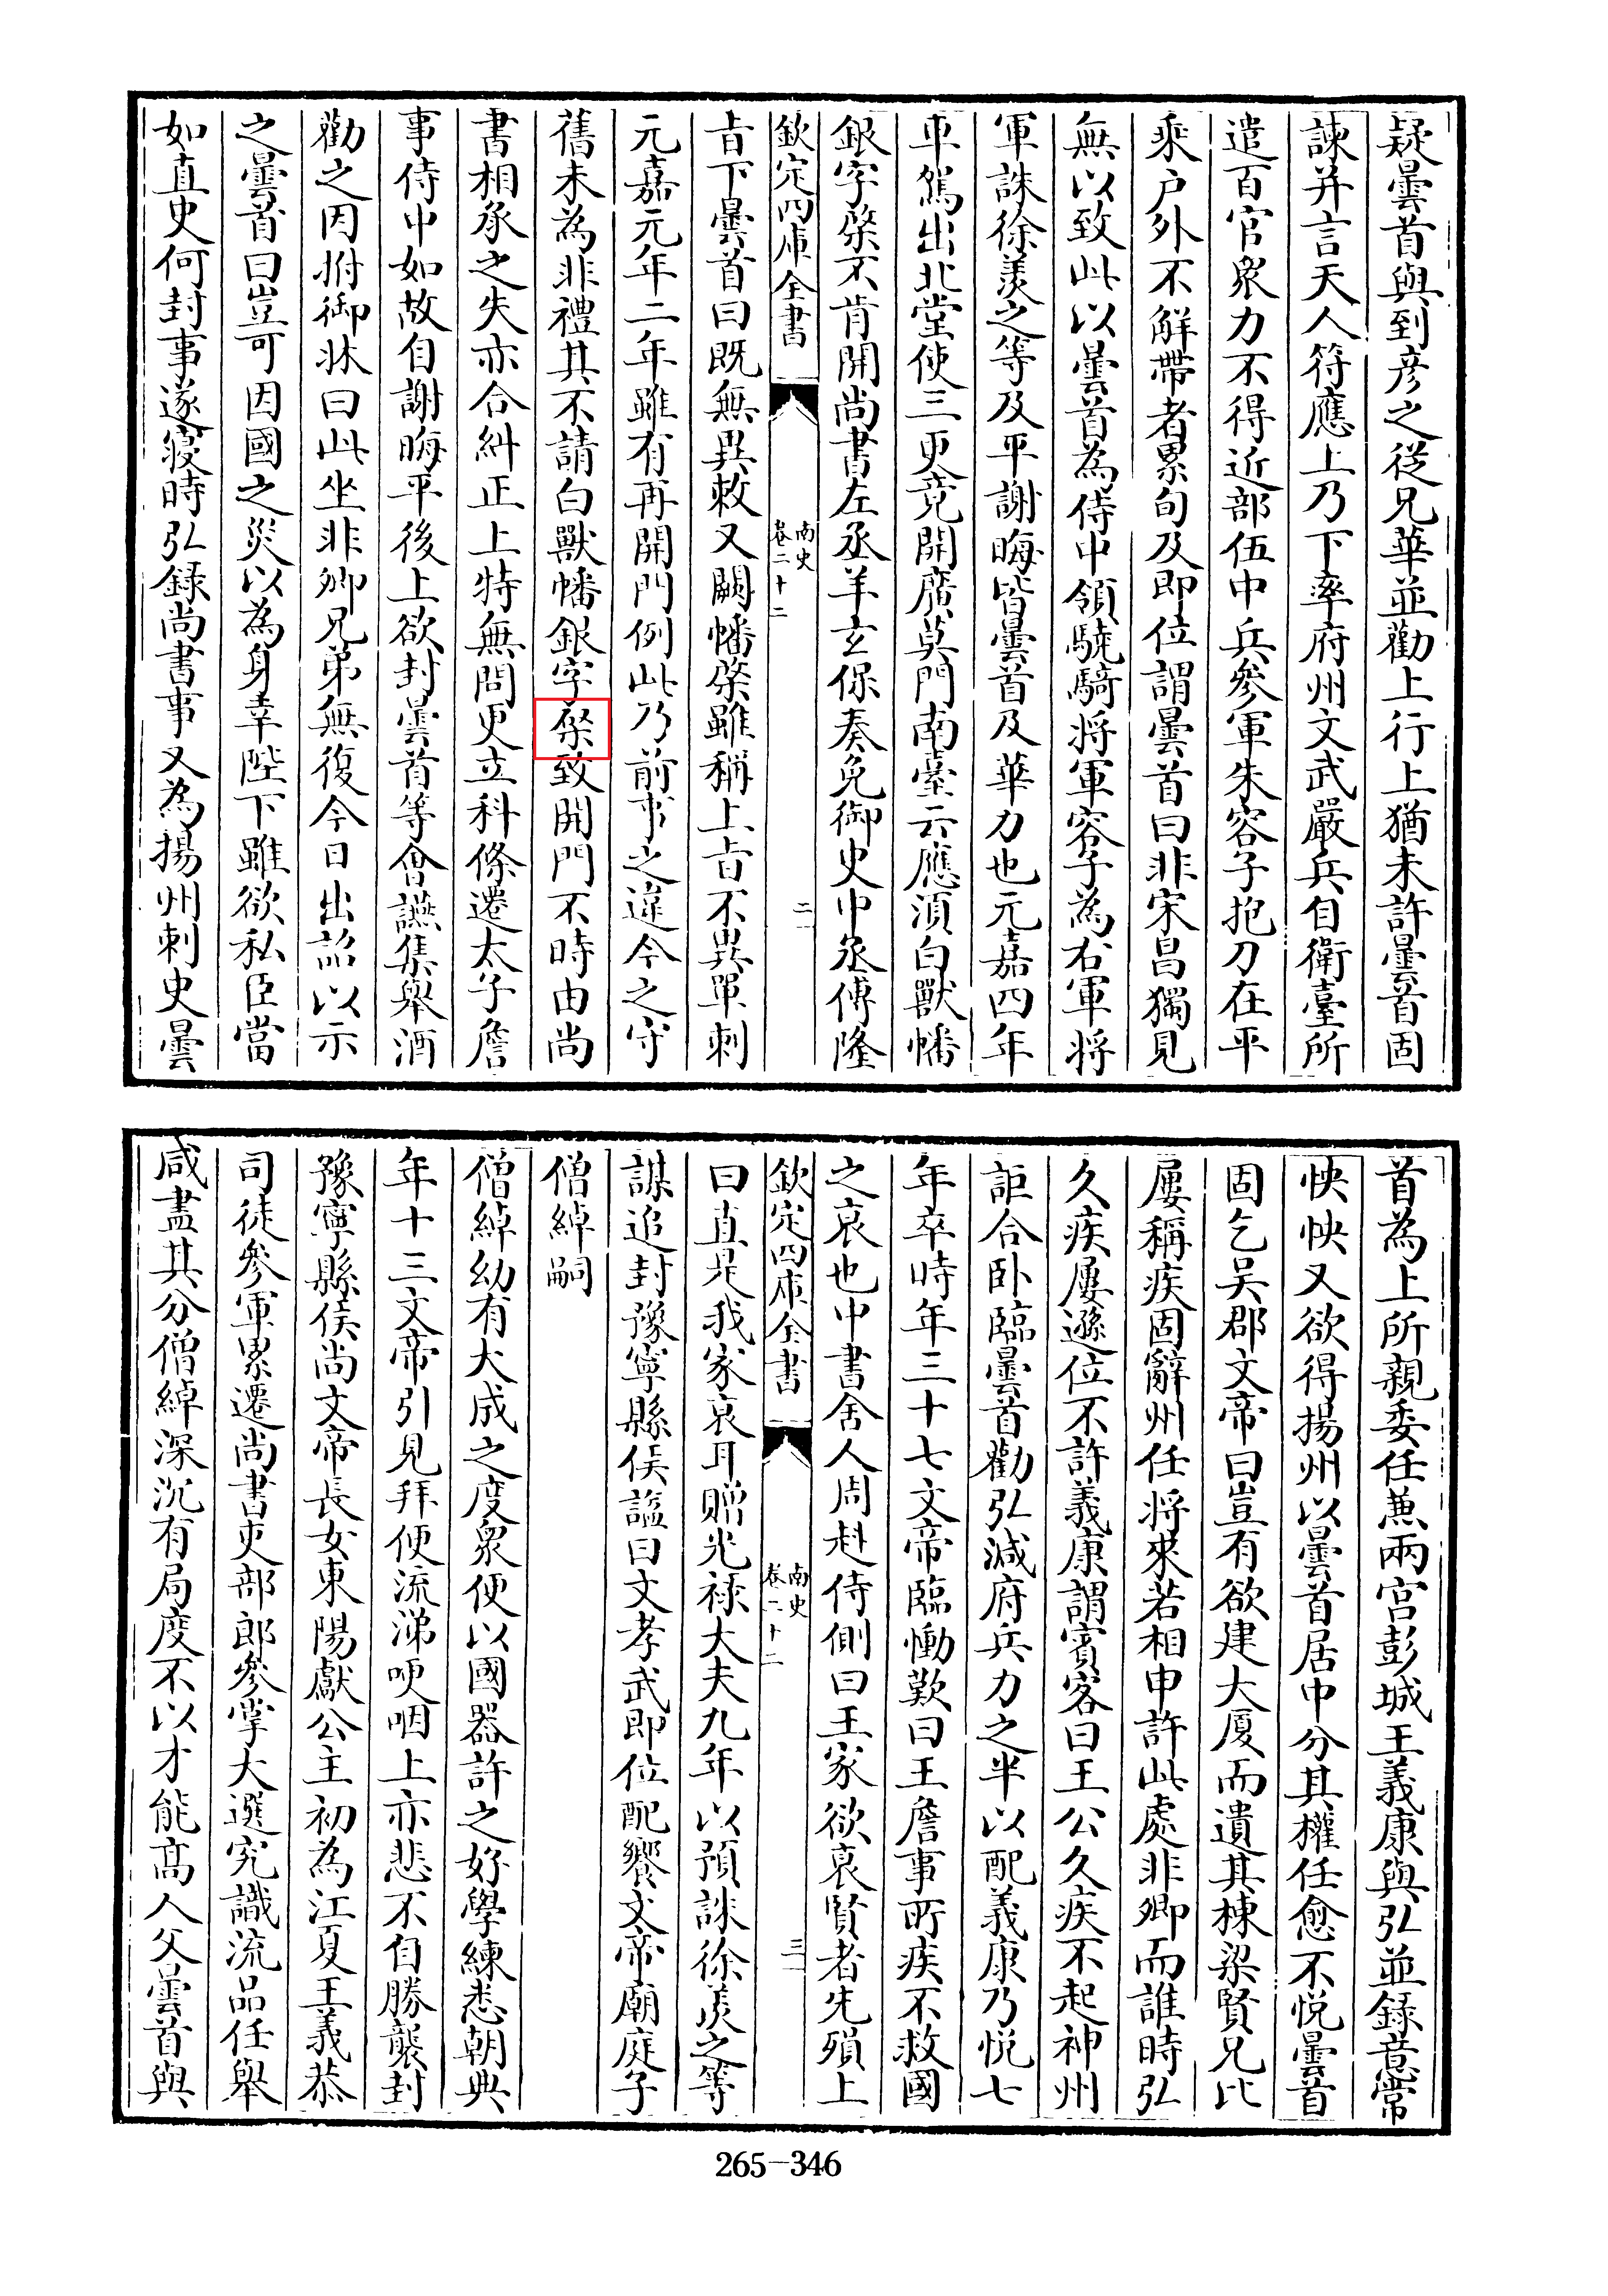 疑曇首與到彦之從兄華並勸上行上猶未許曇首固
諫并言天人符應上乃下率府州文武嚴兵自衛臺所
遣百官衆力不得近部伍中兵參軍朱容子抱刀在平
乘户外不解帶者累旬及即位謂曇首曰非宋昌獨見
無以致此以曇首為侍中領驍騎將軍容子為右軍將
軍誅徐羨之等及平謝晦皆曇首及華力也元嘉四年
車駕出北堂使三更竟開廣莫門南臺云應湏白獸幡
銀字棨不肯開尚書左丞羊玄保奏免御史中丞傅隆
欽定四庫全書
南史
卷二十二
二
㫖下曇首曰既無異敕又闕幡棨雖稱上㫖不異單刺
元嘉元年二年雖有再開門例此乃前事之違今之守
舊未為非禮其不請白獸幡銀字棨致開門不時由尚
書相承之失亦合糾正上特無問更立科條遷太子詹
事侍中如故自謝晦平後上欲封曇首等會讌集舉酒
勸之因拊御牀曰此坐非卿兄弟無復今日出詔以示
之曇首曰豈可因國之災以為身幸陛下雖欲私臣當
如直史何封事遂寢時弘録尚書事又為揚州刺史曇
首為上所親委任兼兩宫彭城王義康與弘並録意常
怏怏又欲得揚州以曇首居中分其權任愈不悦曇首
固乞吴郡文帝曰豈有欲建大厦而遺其棟梁賢兄比
屢稱疾固辭州任將來若相申許此處非卿而誰時弘
久疾屢遜位不許義康謂賓客曰王公久疾不起神州
詎合卧臨曇首勸弘減府兵力之半以配義康乃悦七
年卒時年三十七文帝臨慟歎曰王詹事所疾不救國
之哀也中書舍人周赳侍側曰王家欲衰賢者先殞上
欽定四庫全書
南史
卷二十二
三
曰直是我家衰耳贈光禄大夫九年以預誅徐羨之等
謀追封豫寧縣侯諡曰文孝武即位配饗文帝廟庭子
僧綽嗣
僧綽幼有大成之度衆便以國器許之好學練悉朝典
年十三文帝引見拜便流涕哽咽上亦悲不自勝襲封
豫寧縣侯尚文帝長女東陽獻公主初為江夏王義恭
司徒參軍累遷尚書吏部郎參掌大選究識流品任舉
咸盡其分僧綽深沉有局度不以才能高人父曇首與
265-346